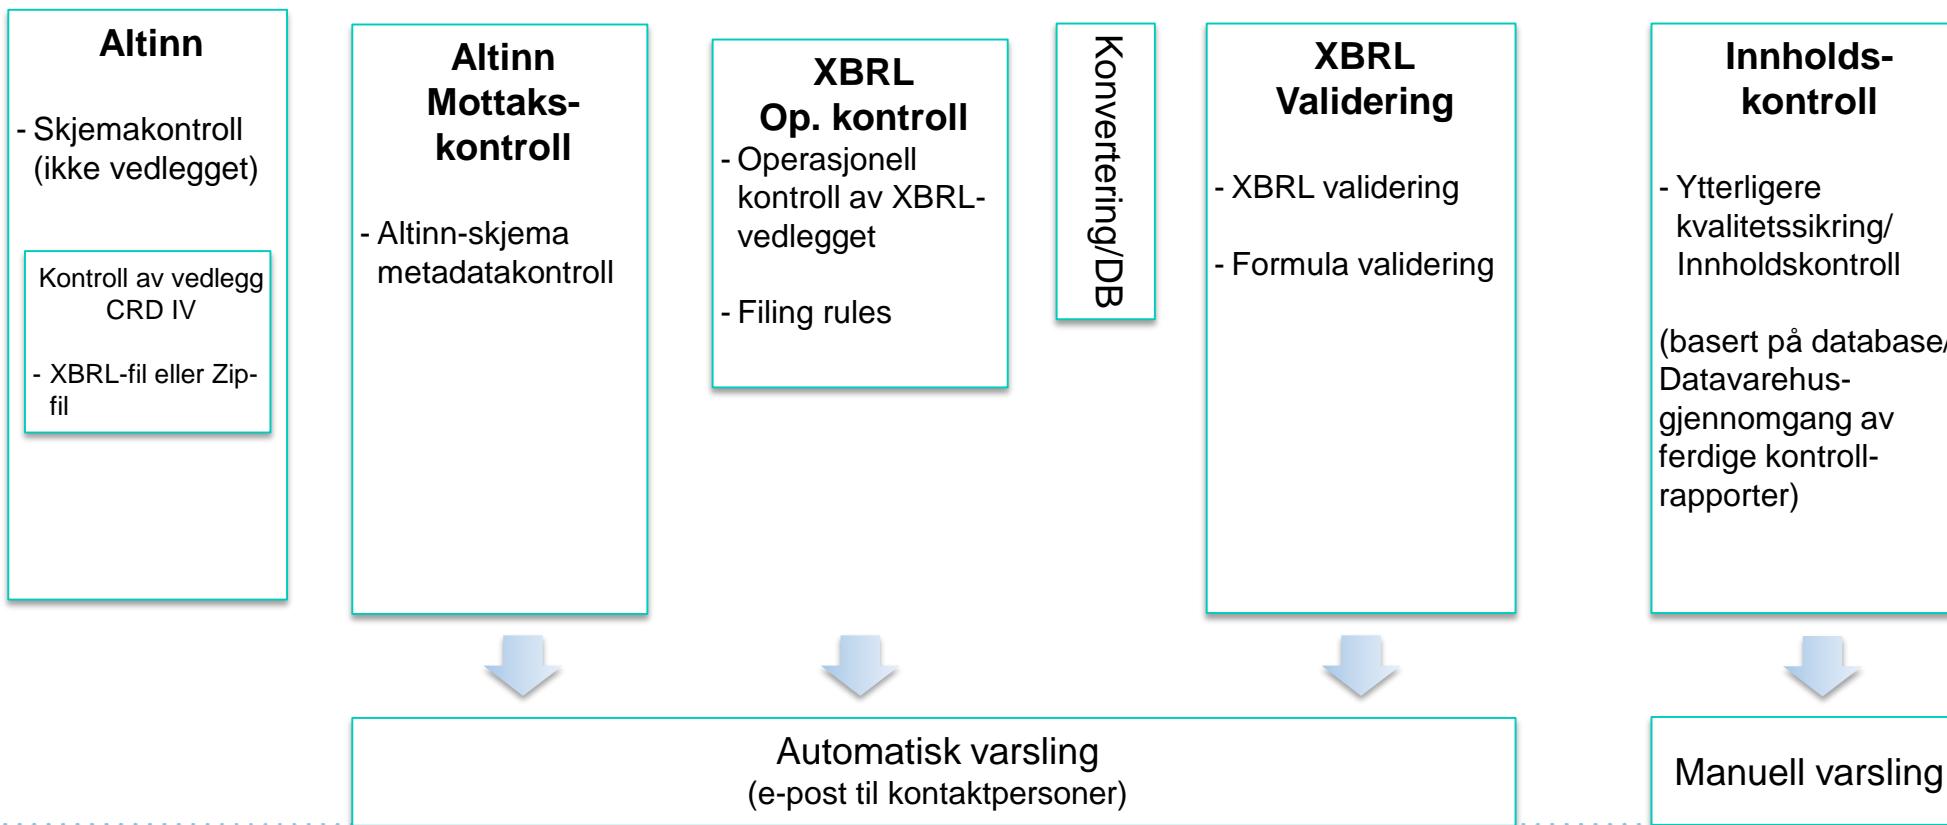 Altinn
- Skjemakontroll
(ikke vedlegget)
Kontroll av vedlegg
CRD IV
- XBRL-fil eller Zip-
fil
Altinn
Mottaks-
kontroll
- Altinn-skjema
metadatakontroll
XBRL
Op. kontroll
- Operasjonell
kontroll av XBRL-
vedlegget
- Filing rules
Konvertering/DB
XBRL
Validering
- XBRL validering
- Formula validering
Innholds-
kontroll
- Ytterligere
kvalitetssikring/
Innholdskontroll
(basert på database/
Datavarehus-
gjennomgang av
ferdige kontroll-
rapporter)
Automatisk varsling
(e-post til kontaktpersoner)
Manuell varsling